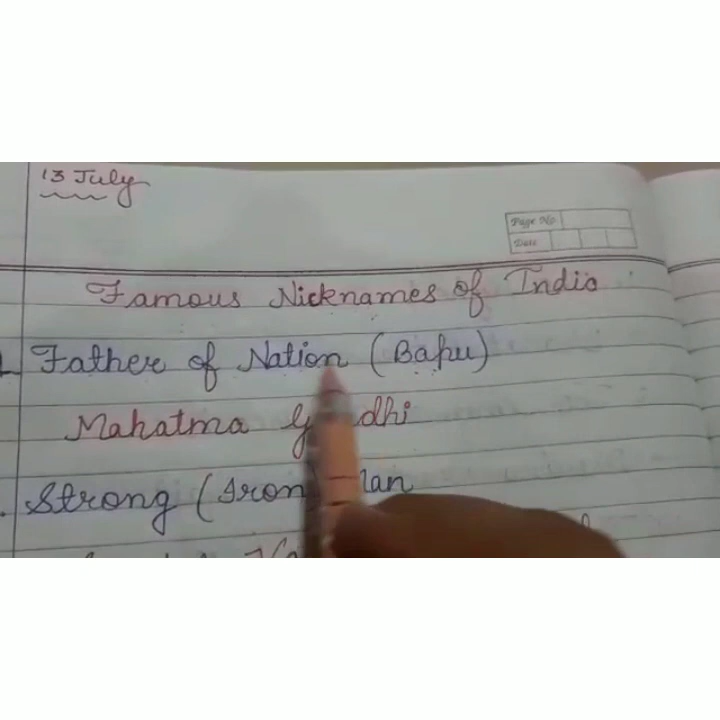 13 July
Page No
Date
Famous Nicknames of India
Father of Nation (Bapu)
Mahatma
Strong (Iron